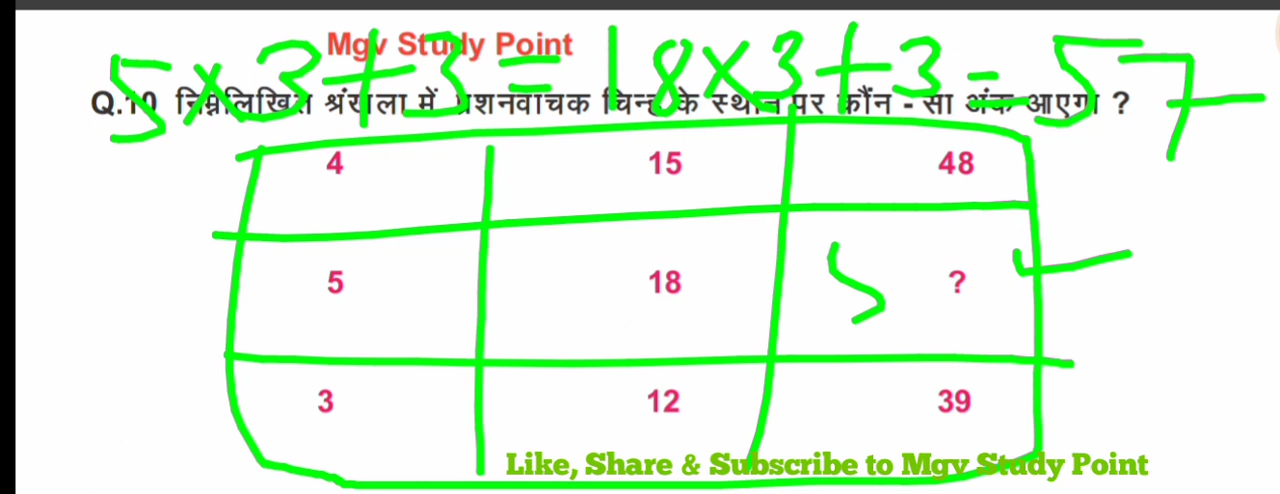 Mgv Study Point
5×3+3=18×3+3=57
Q.10 निम्नलिखित श्रंखला में प्रशनवाचक चिन्ह के स्थान पर कौंन - सा अंक आएगा ?
4 15 48
5 18 ?
3 12 39
Like, Share & Subscribe to Mgv Study Point